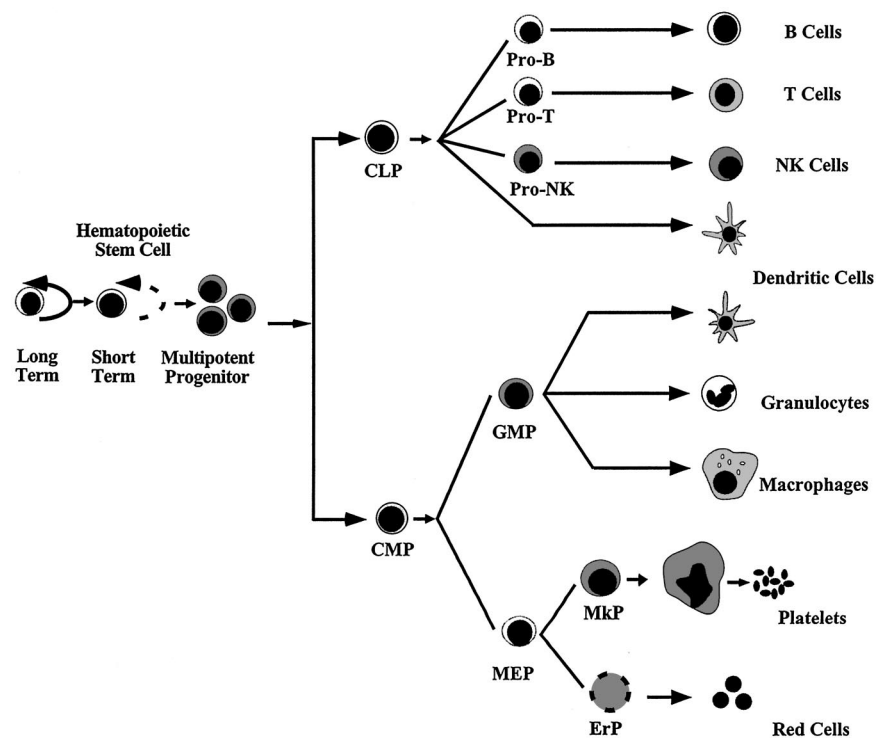 B Cells
Pro-B
T Cells
Pro-T
CLP
NK Cells
Pro-NK
Hematopoietic
Stem Cell
Dendritic Cells
Long
Term
Short
Term
Multipotent
Progenitor
GMP
Granulocytes
Macrophages
CMP
MkP
Platelets
MEP
ErP
Red Cells